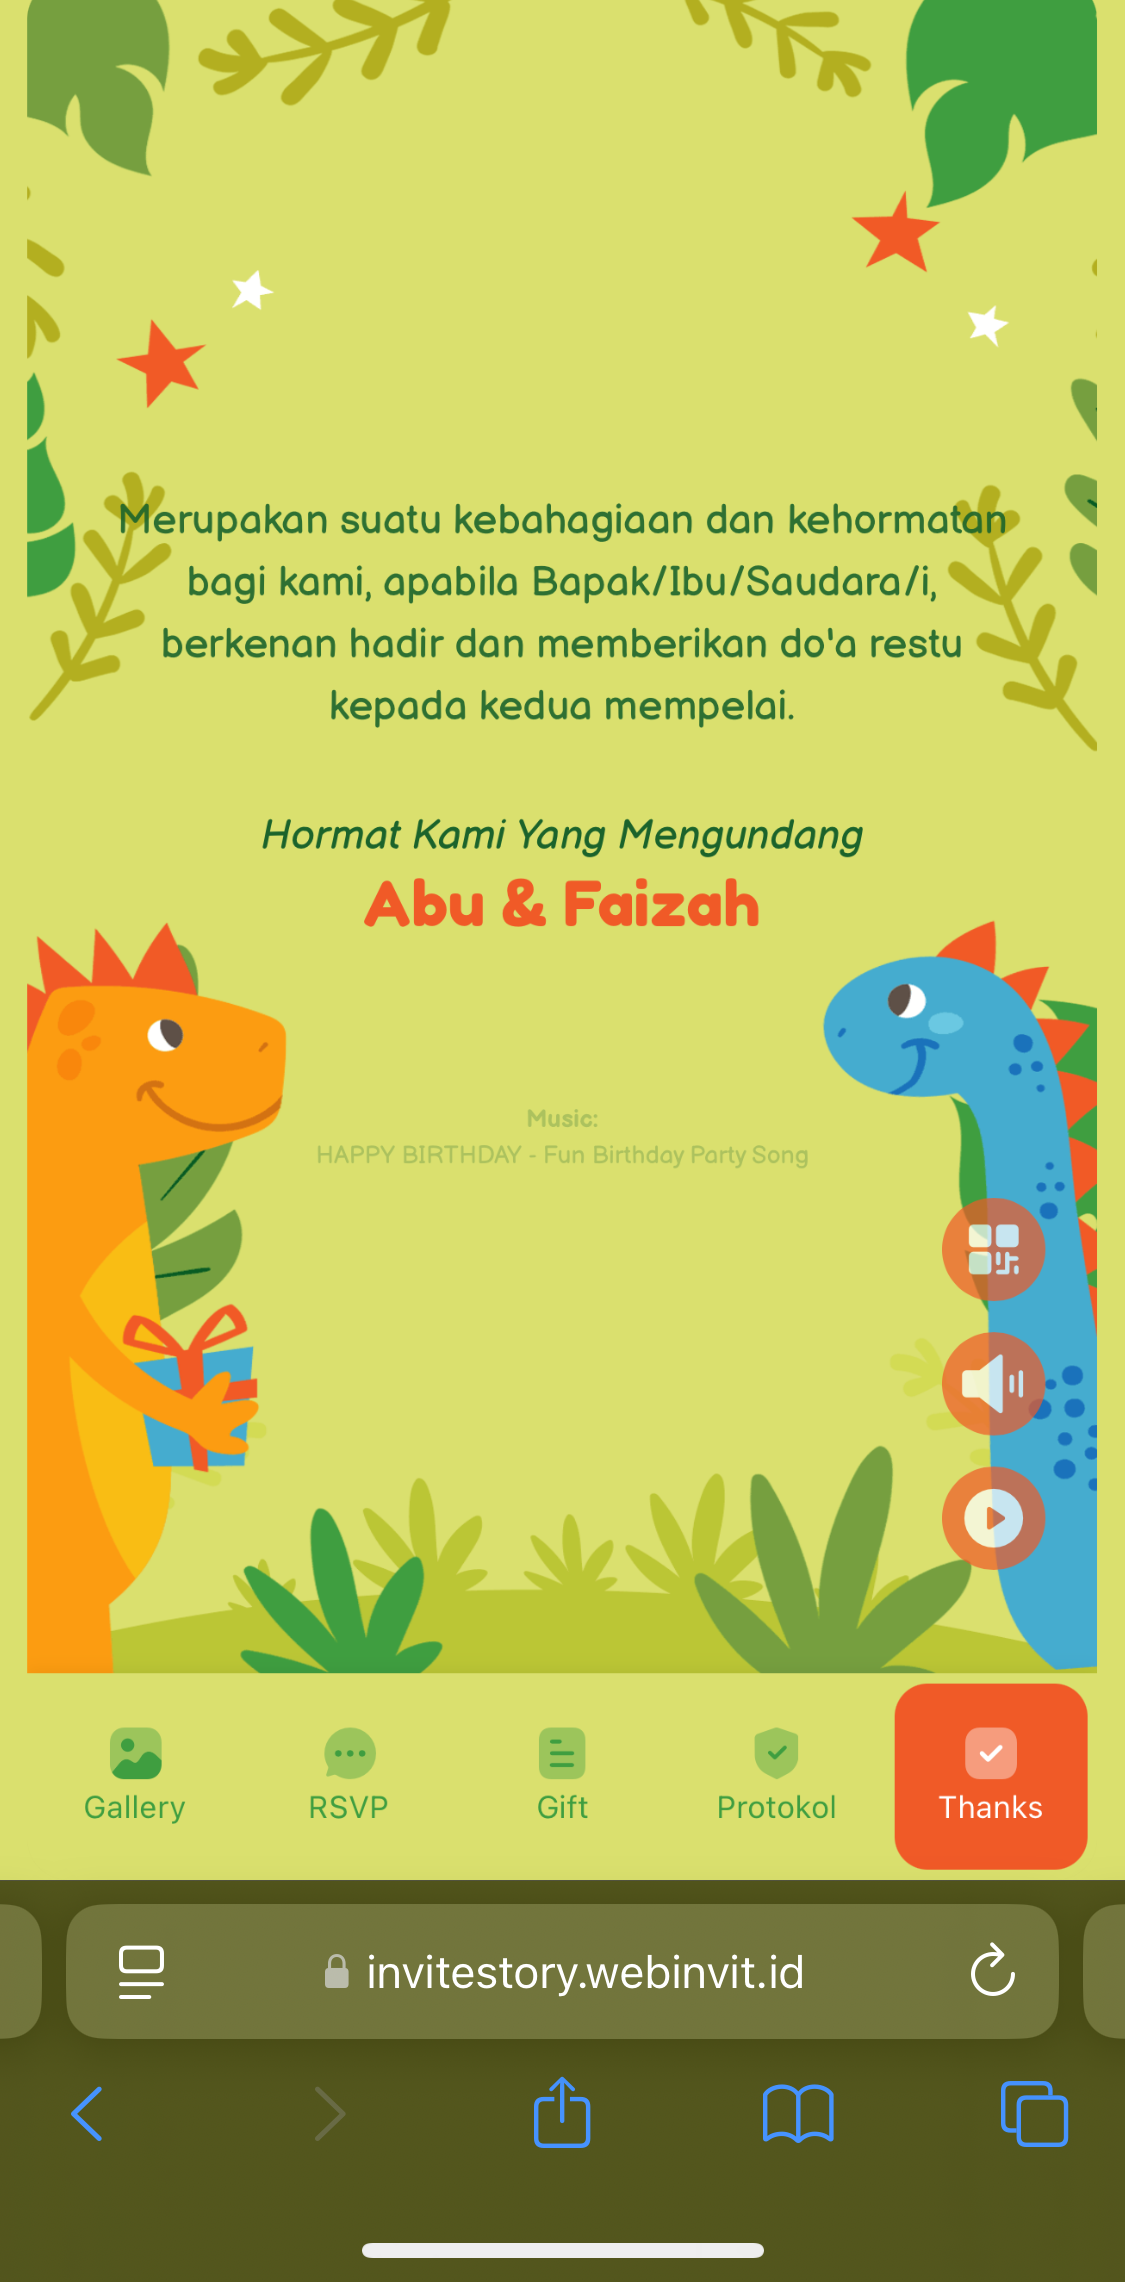 Merupakan suatu kebahagiaan dan kehormatan
bagi kami, apabila Bapak/Ibu/Saudara/i,
berkenan hadir dan memberikan do'a restu
kepada kedua mempelai.
Hormat Kami Yang Mengundang
Abu & Faizah
Music:
HAPPY BIRTHDAY - Fun Birthday Party Song
Gallery
RSVP
Gift
Protokol
Thanks
invitestory.webinvit.id